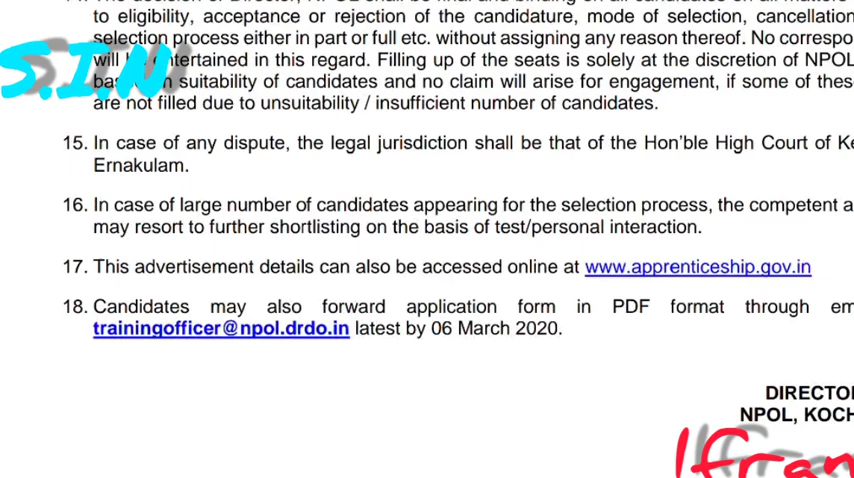 to eligibility, acceptance or rejection of the candidature, mode of selection, cancellation
selection process either in part or full etc. without assigning any reason thereof. No correspo
will be entertained in this regard. Filling up of the seats is solely at the discretion of NPOL
suitability of candidates and no claim will arise for engagement, if some of these
are not filled due to unsuitability / insufficient number of candidates.
S.I.N
15. In case of any dispute, the legal jurisdiction shall be that of the Hon'ble High Court of Ke
Ernakulam.
16. In case of large number of candidates appearing for the selection process, the competent a
may resort to further shortlisting on the basis of test/personal interaction.
17. This advertisement details can also be accessed online at www.apprenticeship.gov.in
18. Candidates may also forward application form in PDF format through em
trainingofficer@npol.drdo.in latest by 06 March 2020.
DIRECTO
NPOL, KOCH
Ifran